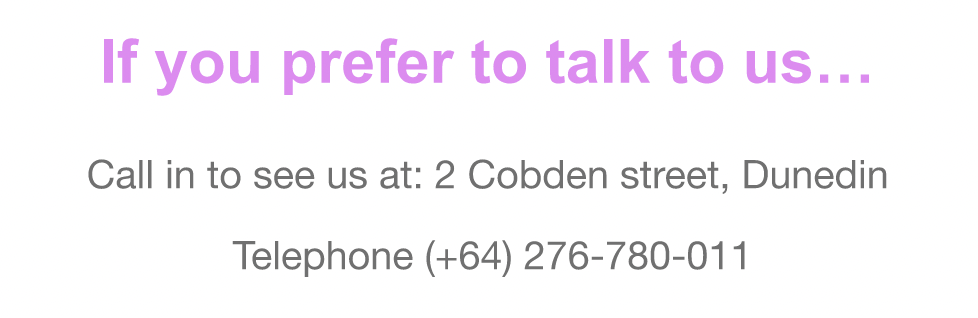 If you prefer to talk to us…
Call in to see us at: 2 Cobden street, Dunedin
Telephone (+64) 276-780-011